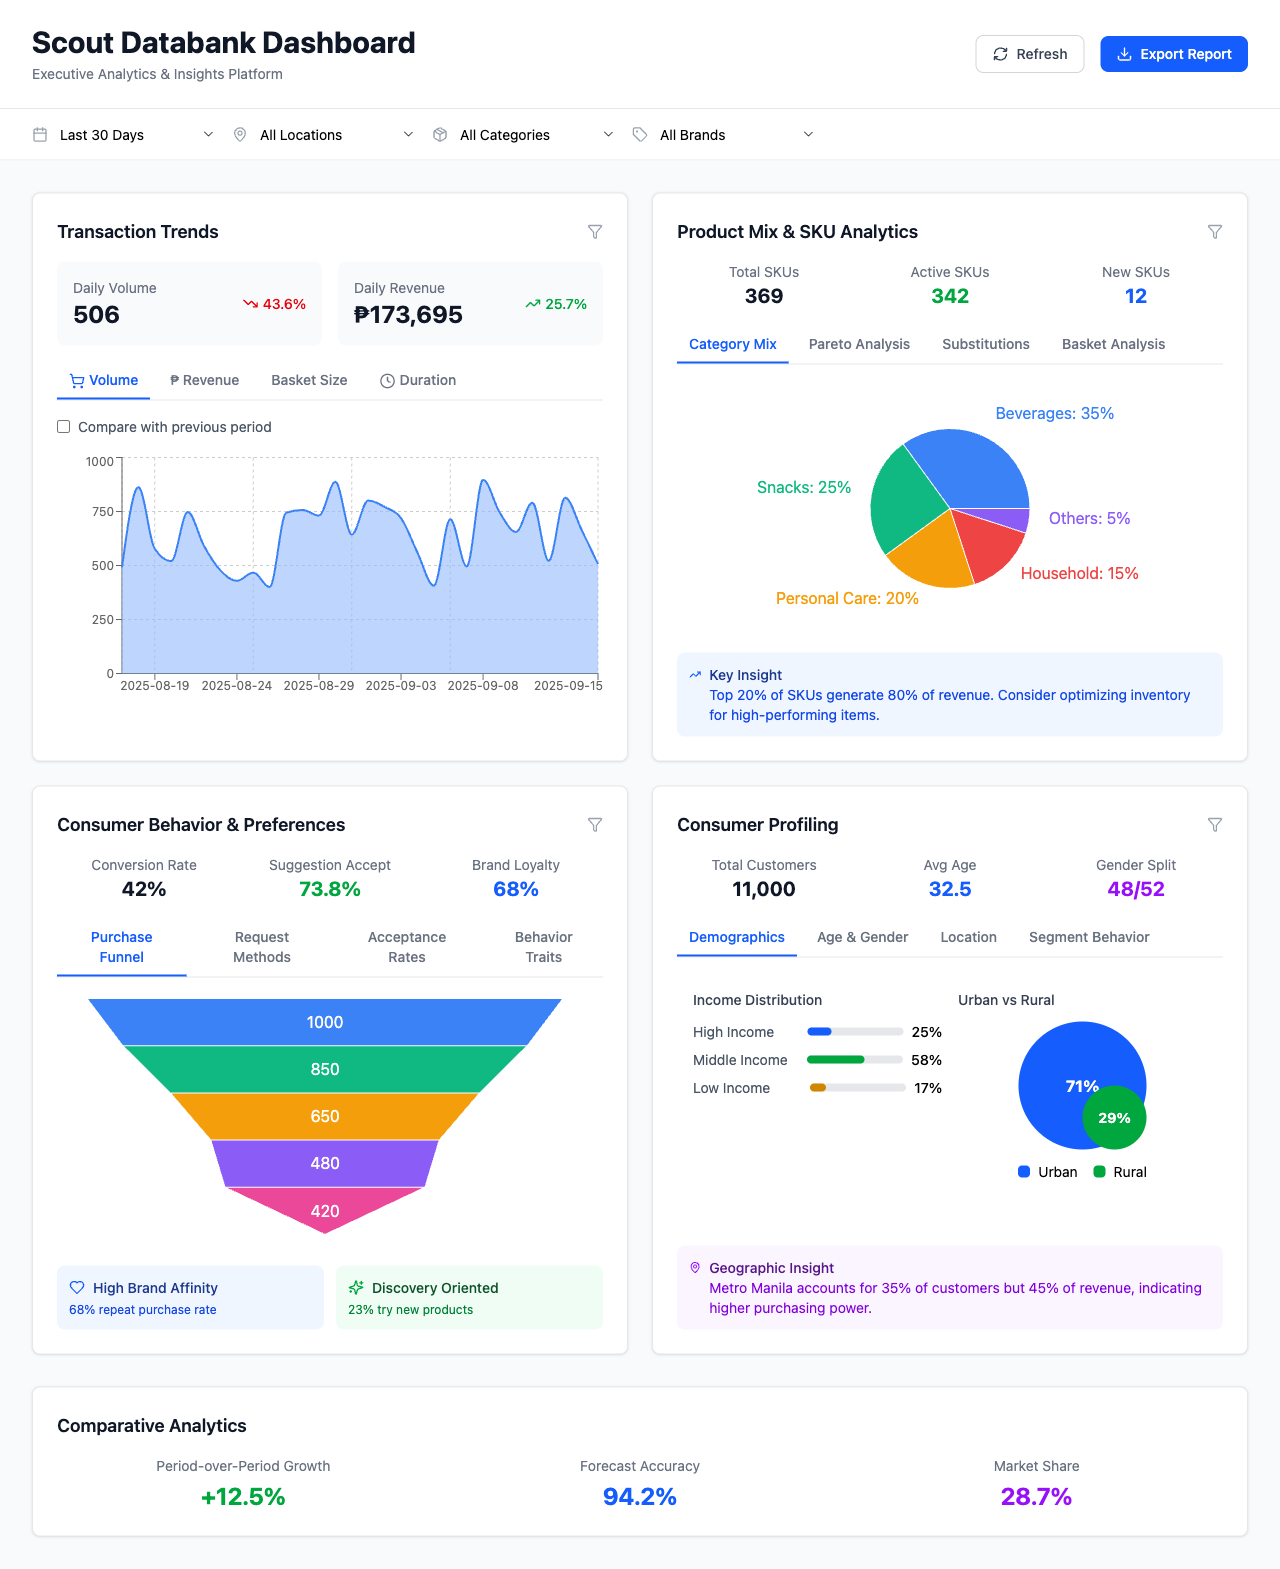 Scout Databank Dashboard
Executive Analytics & Insights Platform
Refresh
Export Report
Last 30 Days
All Locations
All Categories
All Brands
Transaction Trends
Daily Volume
506
43.6%
Daily Revenue
₱173,695
25.7%
Volume
₱ Revenue
Basket Size
Duration
Compare with previous period
1000
750
500
250
0
2025-08-19
2025-08-24
2025-08-29
2025-09-03
2025-09-08
2025-09-15
Product Mix & SKU Analytics
Total SKUs
369
Active SKUs
342
New SKUs
12
Category Mix
Pareto Analysis
Substitutions
Basket Analysis
Beverages: 35%
Snacks: 25%
Others: 5%
Household: 15%
Personal Care: 20%
Key Insight
Top 20% of SKUs generate 80% of revenue. Consider optimizing inventory
for high-performing items.
Consumer Behavior & Preferences
Conversion Rate
42%
Suggestion Accept
73.8%
Brand Loyalty
68%
Purchase
Funnel
Request
Methods
Acceptance
Rates
Behavior
Traits
1000
850
650
480
420
High Brand Affinity
68% repeat purchase rate
Discovery Oriented
23% try new products
Consumer Profiling
Total Customers
11,000
Avg Age
32.5
Gender Split
48/52
Demographics
Age & Gender
Location
Segment Behavior
Income Distribution
High Income
25%
Middle Income
58%
Low Income
17%
Urban vs Rural
71%
29%
Urban
Rural
Geographic Insight
Metro Manila accounts for 35% of customers but 45% of revenue, indicating
higher purchasing power.
Comparative Analytics
Period-over-Period Growth
+12.5%
Forecast Accuracy
94.2%
Market Share
28.7%